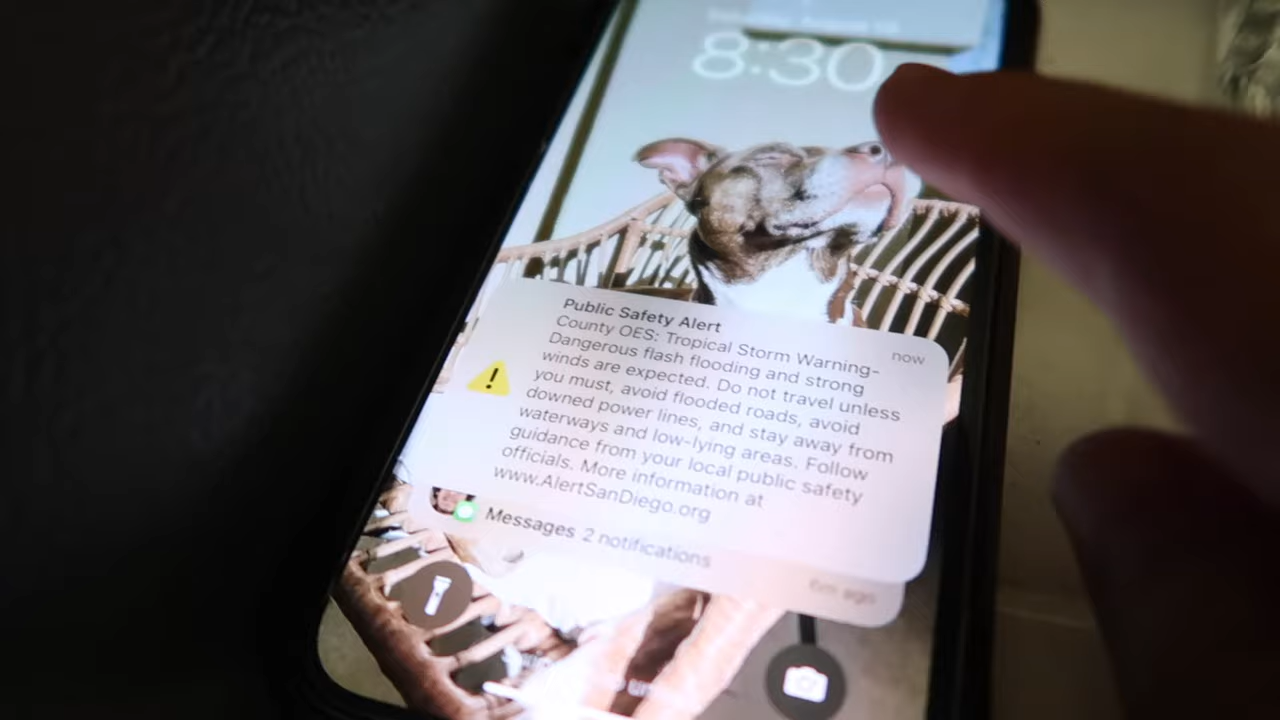 8:30
Public Safety Alert
now
County OES: Tropical Storm Warning-
Dangerous flash flooding and strong
winds are expected. Do not travel unless
you must, avoid flooded roads, avoid
downed power lines, and stay away from
waterways and low-lying areas. Follow
guidance from your local public safety
officials. More information at
www.AlertSanDiego.org
Messages 2 notifications
6m ago